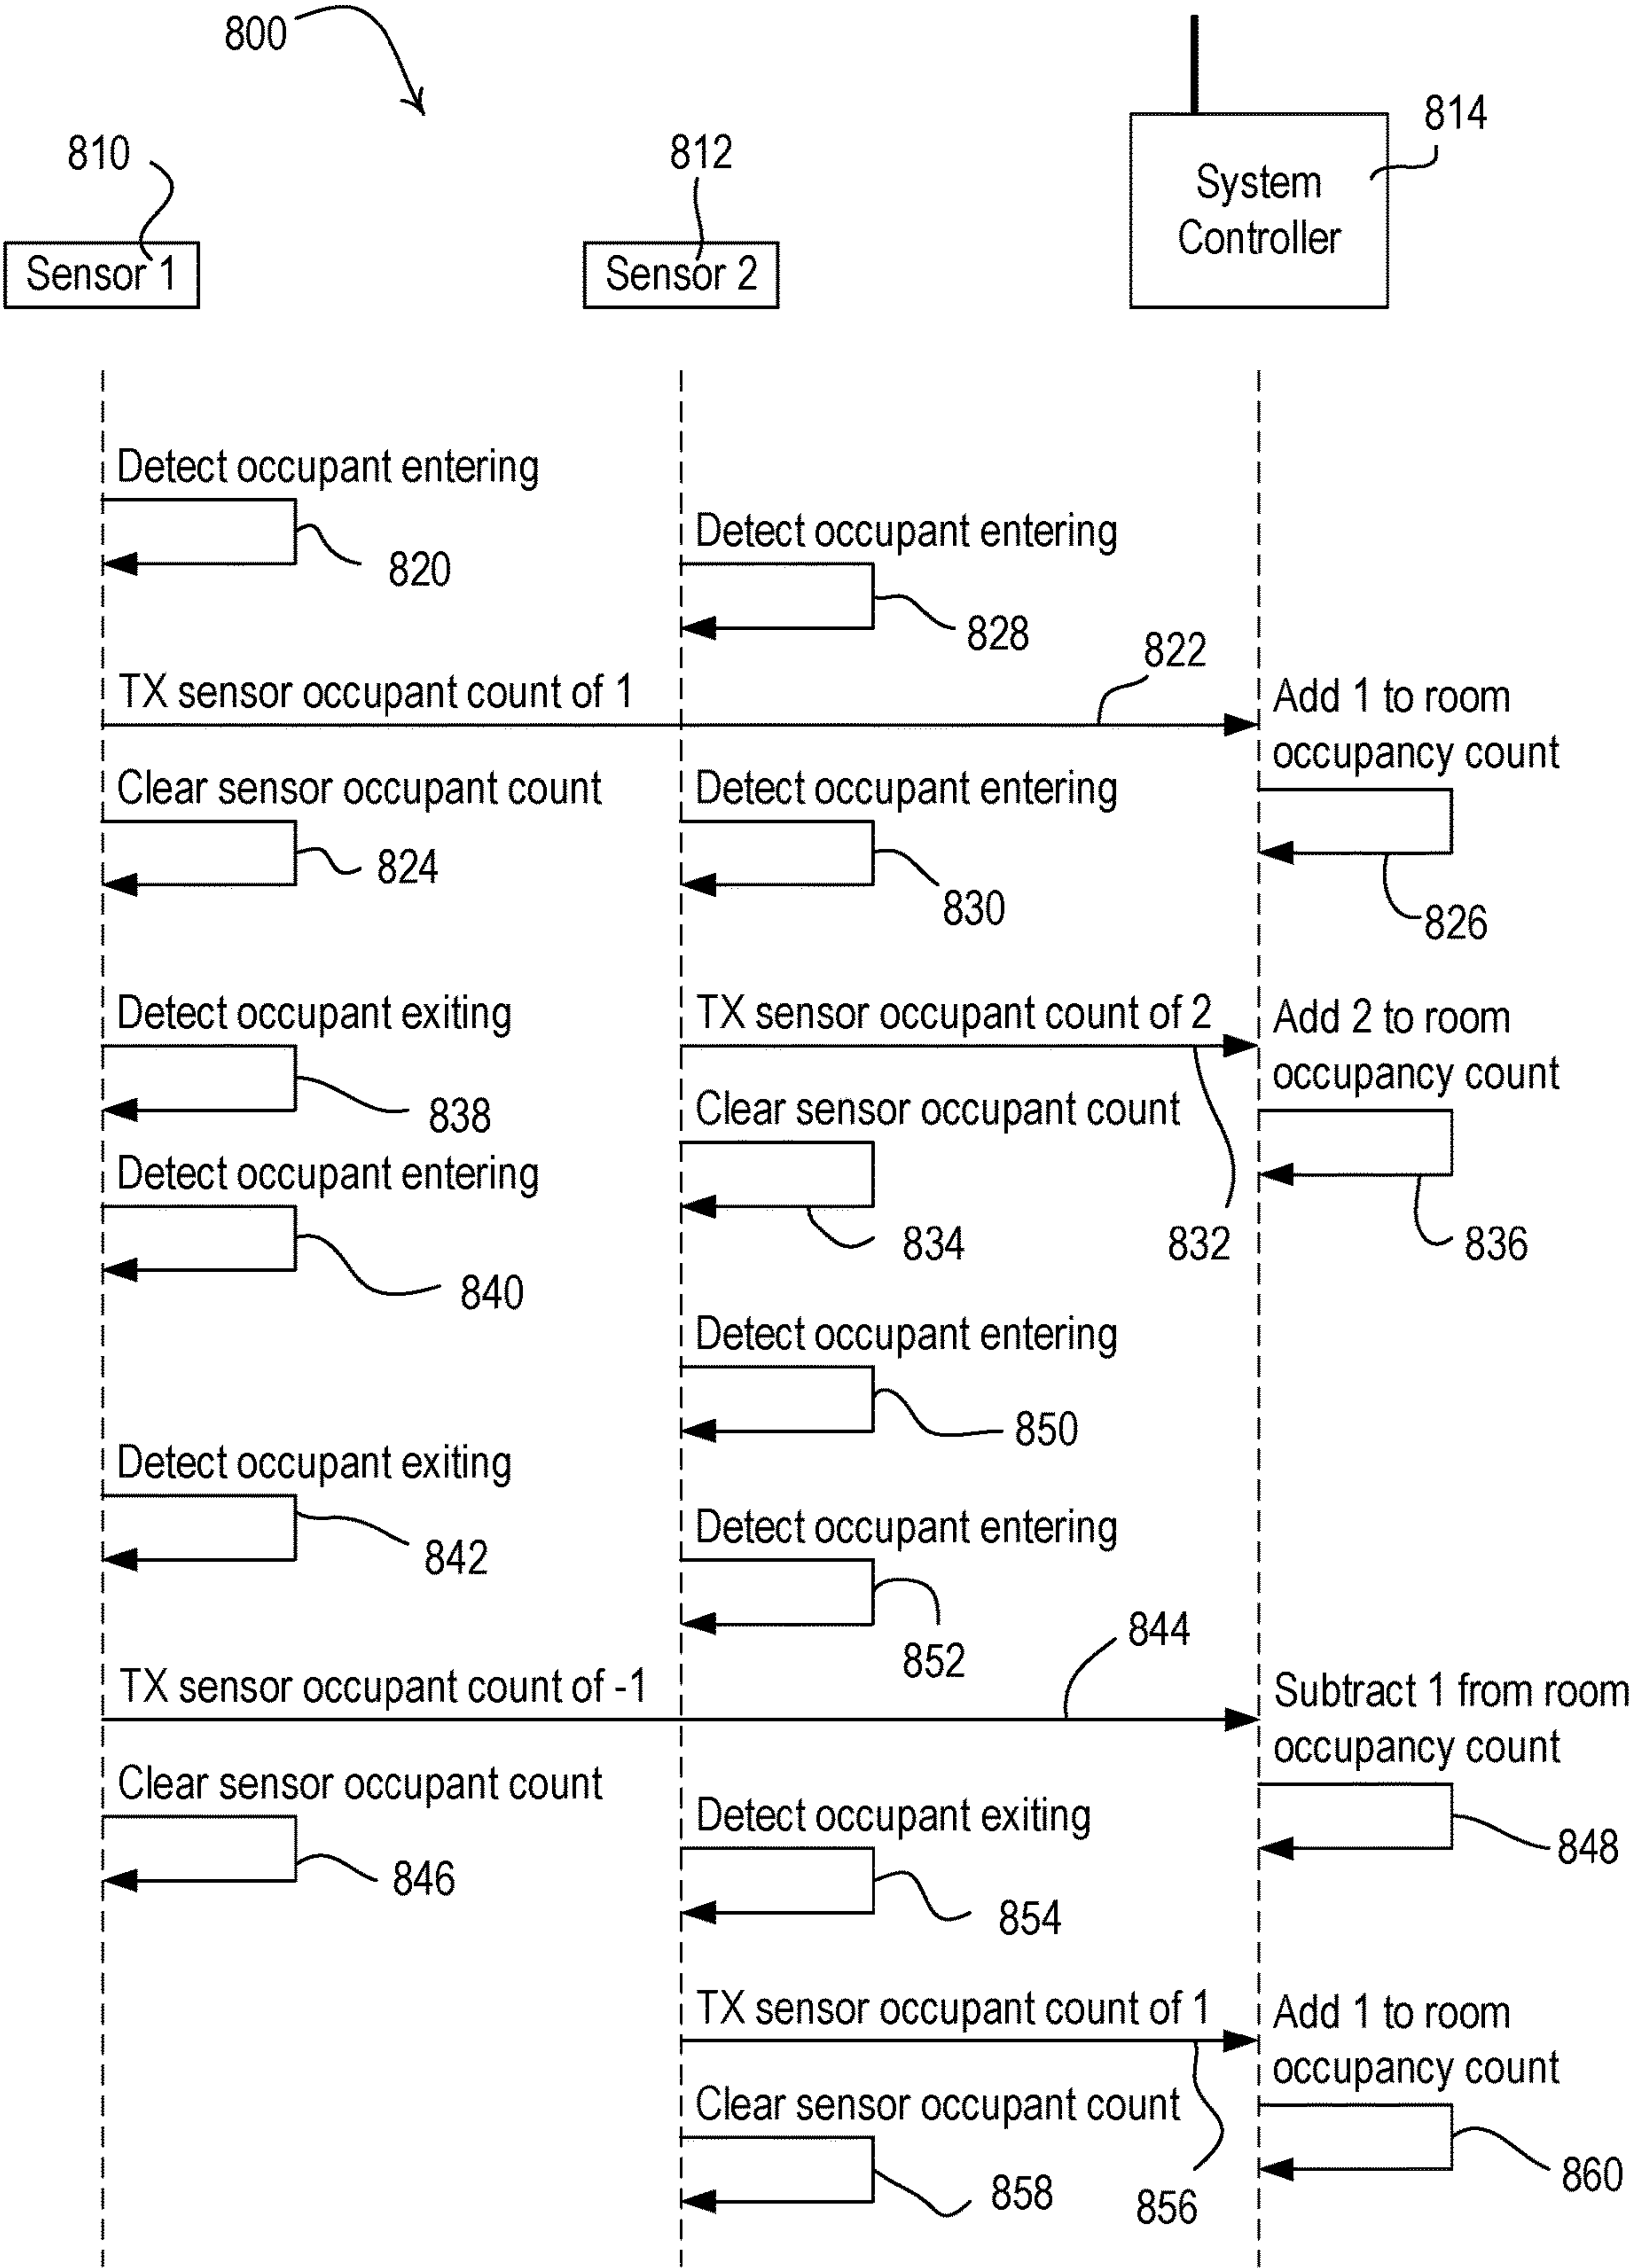 800
810
812
814
System
Controller
Sensor 1
Sensor 2
Detect occupant entering
820
Detect occupant entering
828
822
TX sensor occupant count of 1
Add 1 to room
occupancy count
Clear sensor occupant count
824
Detect occupant entering
830
826
Detect occupant exiting
838
TX sensor occupant count of 2
832
Add 2 to room
occupancy count
Clear sensor occupant count
834
836
Detect occupant entering
840
Detect occupant entering
850
Detect occupant exiting
842
Detect occupant entering
852
844
TX sensor occupant count of -1
Subtract 1 from room
occupancy count
848
Clear sensor occupant count
846
Detect occupant exiting
854
TX sensor occupant count of 1
856
Add 1 to room
occupancy count
860
Clear sensor occupant count
858